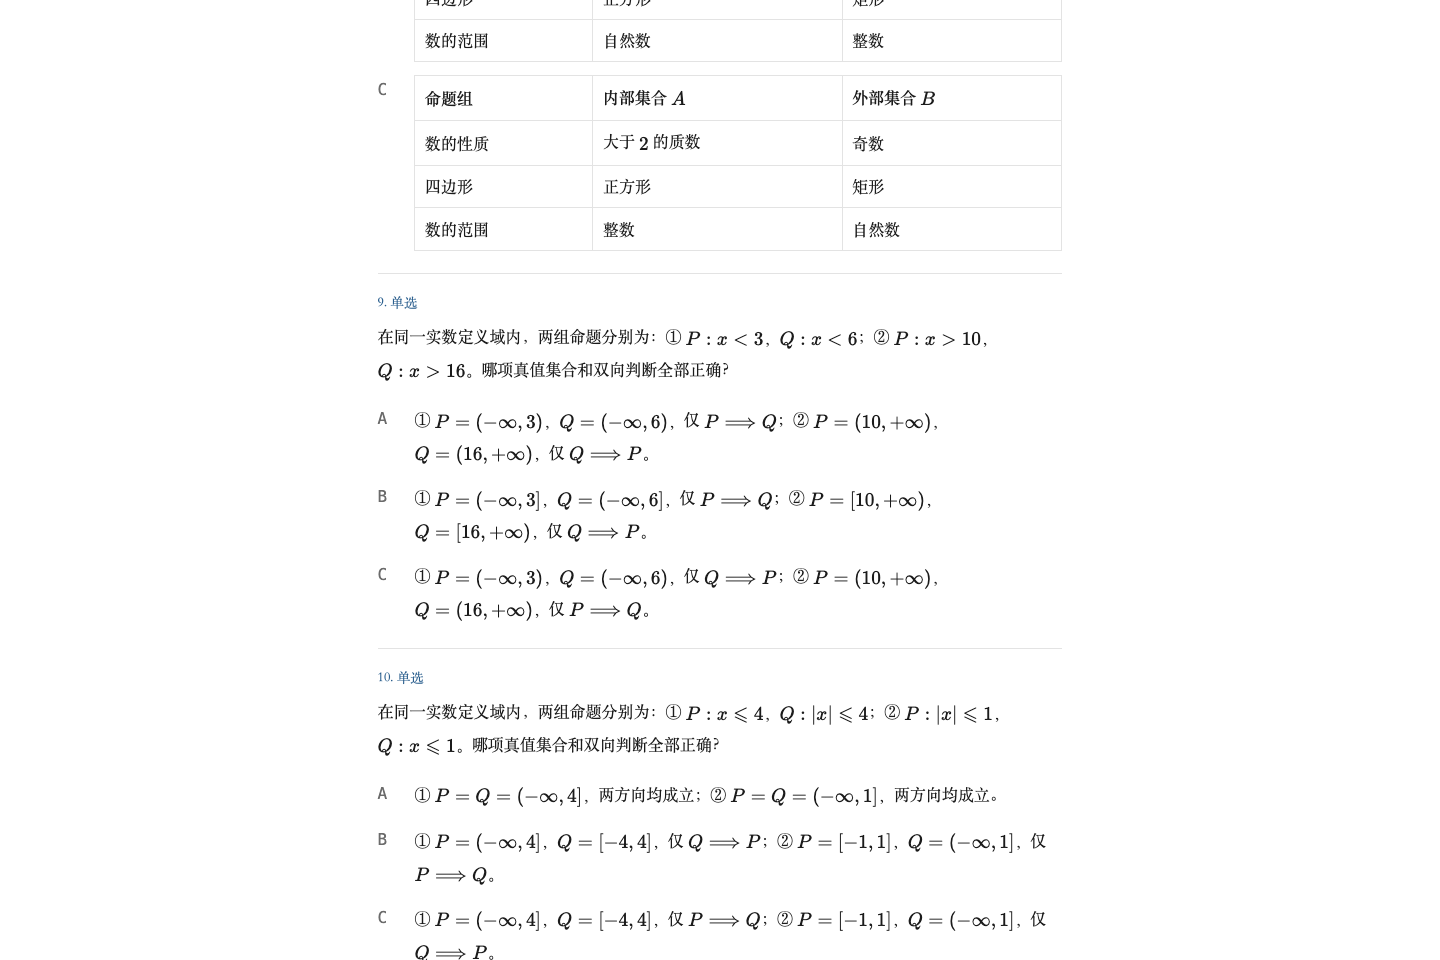 四边形 正方形 矩形
数的范围 自然数 整数
C
命题组 内部集合 A 外部集合 B
数的性质 大于 2 的质数 奇数
四边形 正方形 矩形
数的范围 整数 自然数
9. 单选
在同一实数定义域内，两组命题分别为：① P : x < 3，Q : x < 6；② P : x > 10，
Q : x > 16。哪项真值集合和双向判断全部正确？
A ① P = (−∞, 3)，Q = (−∞, 6)，仅 P ⟹ Q；② P = (10, +∞)，
Q = (16, +∞)，仅 Q ⟹ P。
B ① P = (−∞, 3]，Q = (−∞, 6]，仅 P ⟹ Q；② P = [10, +∞)，
Q = [16, +∞)，仅 Q ⟹ P。
C ① P = (−∞, 3)，Q = (−∞, 6)，仅 Q ⟹ P；② P = (10, +∞)，
Q = (16, +∞)，仅 P ⟹ Q。
10. 单选
在同一实数定义域内，两组命题分别为：① P : x ⩽ 4，Q : |x| ⩽ 4；② P : |x| ⩽ 1，
Q : x ⩽ 1。哪项真值集合和双向判断全部正确？
A ① P = Q = (−∞, 4]，两方向均成立；② P = Q = (−∞, 1]，两方向均成立。
B ① P = (−∞, 4]，Q = [−4, 4]，仅 Q ⟹ P；② P = [−1, 1]，Q = (−∞, 1]，仅
P ⟹ Q。
C ① P = (−∞, 4]，Q = [−4, 4]，仅 P ⟹ Q；② P = [−1, 1]，Q = (−∞, 1]，仅
Q ⟹ P。